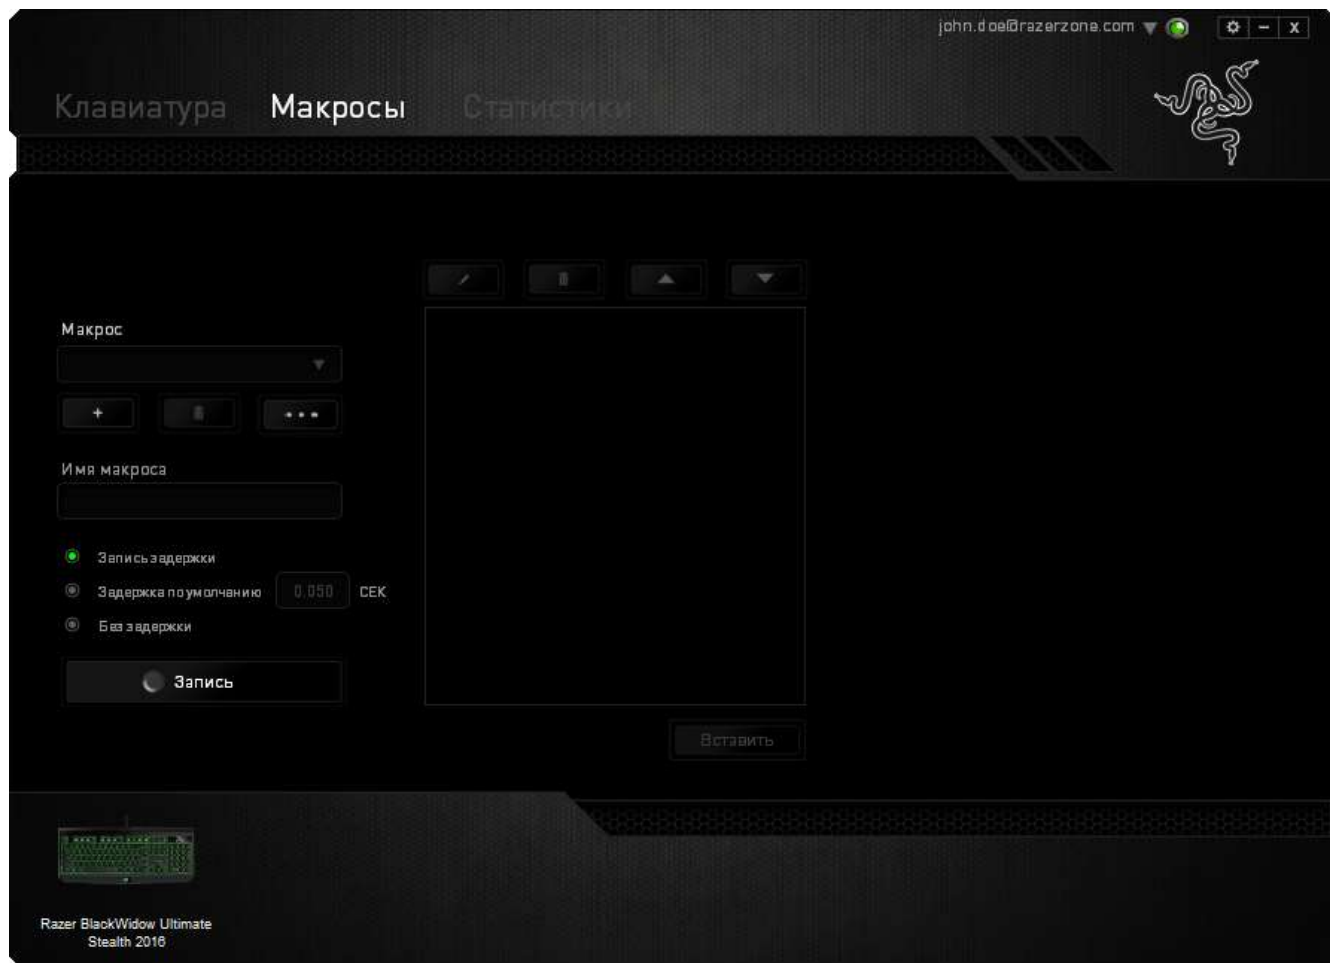 john.doe@razerzone.com
X
Клавиатура Макросы Статистики
Макрос
Имя макроса
Запись задержки
Задержка по умолчанию 0.050 СЕК
Без задержки
Запись
Вставить
Razer BlackWidow Ultimate
Stealth 2016